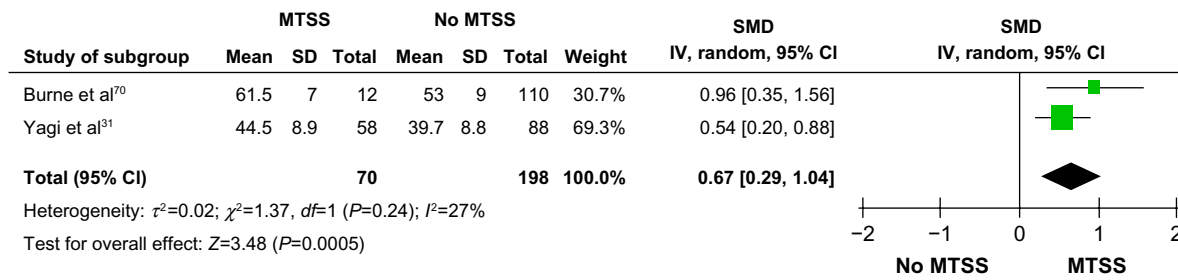 MTSS No MTSS SMD SMD
Study of subgroup Mean SD Total Mean SD Total Weight IV, random, 95% CI IV, random, 95% CI
Burne et al⁷⁰ 61.5 7 12 53 9 110 30.7% 0.96 [0.35, 1.56]
Yagi et al³¹ 44.5 8.9 58 39.7 8.8 88 69.3% 0.54 [0.20, 0.88]
Total (95% CI) 70 198 100.0% 0.67 [0.29, 1.04]
Heterogeneity: τ²=0.02; χ²=1.37, df=1 (P=0.24); I²=27%
Test for overall effect: Z=3.48 (P=0.0005)
−2 −1 0 1 2
No MTSS MTSS